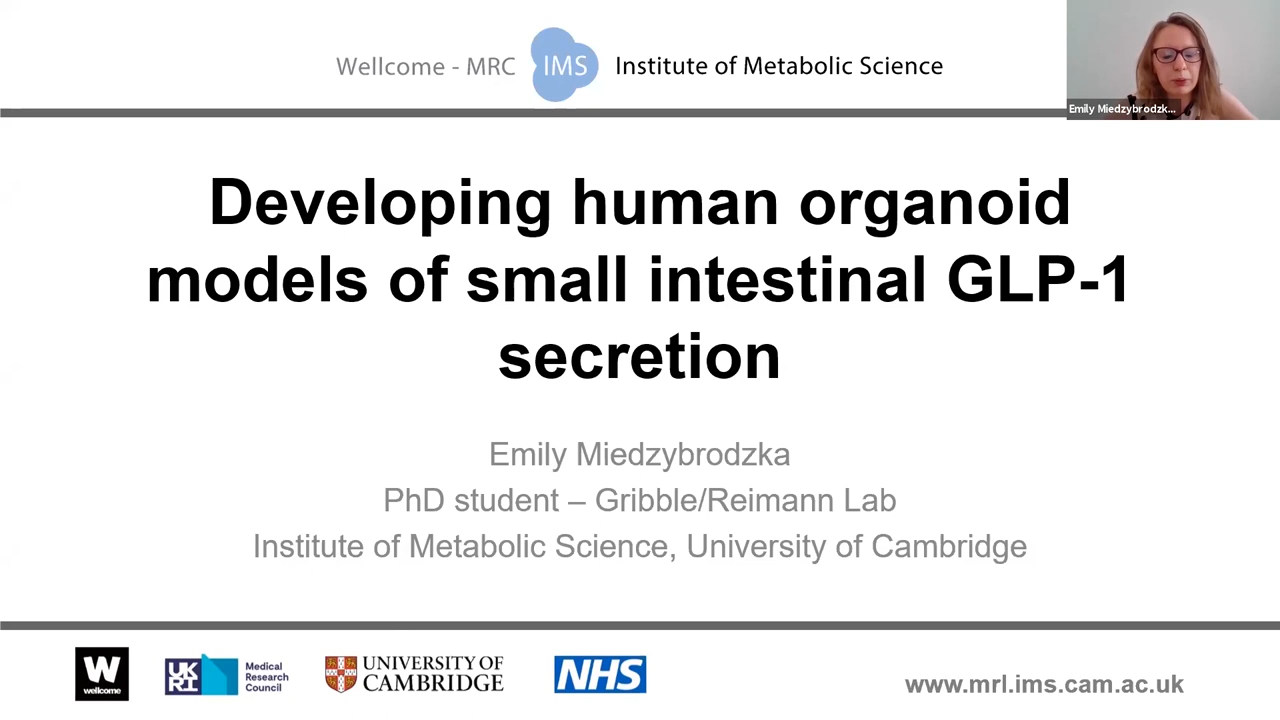 Wellcome - MRC IMS Institute of Metabolic Science
Emily Miedzybrodzk...
Developing human organoid
models of small intestinal GLP-1
secretion
Emily Miedzybrodzka
PhD student – Gribble/Reimann Lab
Institute of Metabolic Science, University of Cambridge
W
wellcome
UK
RI
Medical
Research
Council
UNIVERSITY OF
CAMBRIDGE
NHS
www.mrl.ims.cam.ac.uk